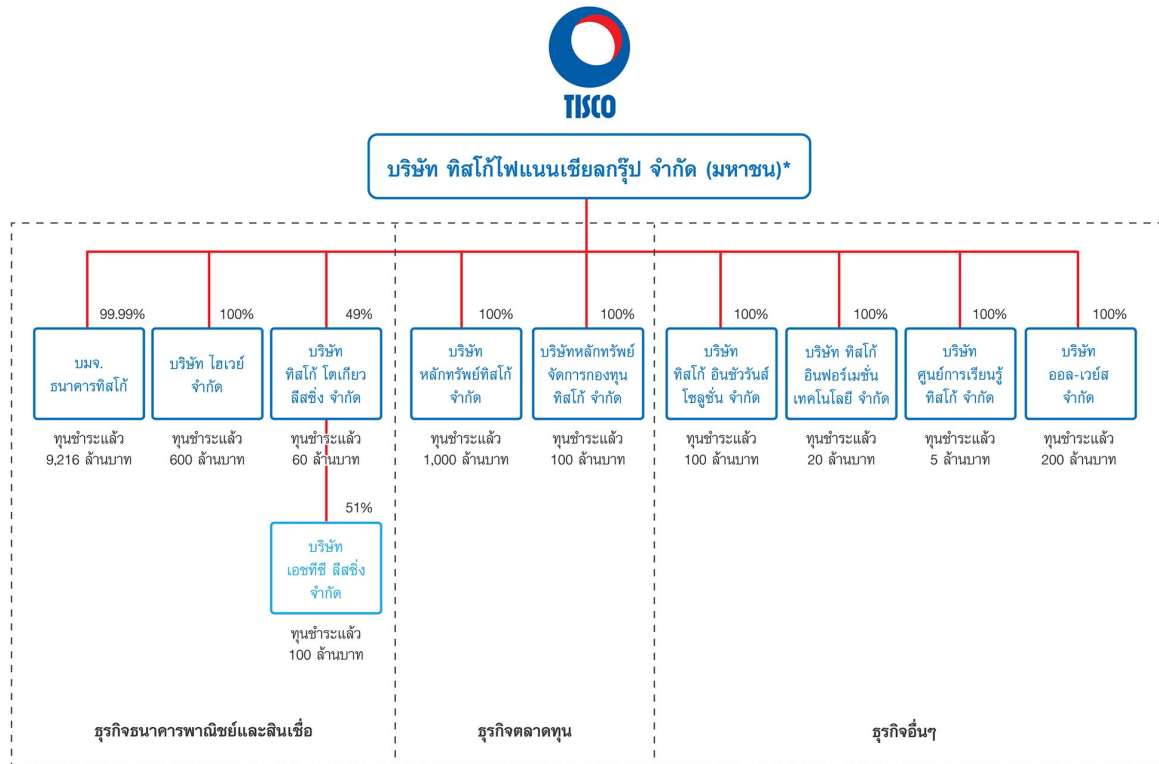 TISCO
บริษัท ทิสโก้ไฟแนนเชียลกรุ๊ป จำกัด (มหาชน)*
99.99%
บมจ.
ธนาคารทิสโก้
ทุนชำระแล้ว
9,216 ล้านบาท
100%
บริษัท ไฮเวย์
จำกัด
ทุนชำระแล้ว
600 ล้านบาท
49%
บริษัท
ทิสโก้ โตเกียว
ลีสซิ่ง จำกัด
ทุนชำระแล้ว
60 ล้านบาท
51%
บริษัท
เอชทีซี ลีสซิ่ง
จำกัด
ทุนชำระแล้ว
100 ล้านบาท
ธุรกิจธนาคารพาณิชย์และสินเชื่อ
100%
บริษัท
หลักทรัพย์ทิสโก้
จำกัด
ทุนชำระแล้ว
1,000 ล้านบาท
100%
บริษัทหลักทรัพย์
จัดการกองทุน
ทิสโก้ จำกัด
ทุนชำระแล้ว
100 ล้านบาท
ธุรกิจตลาดทุน
100%
บริษัท
ทิสโก้ อินชัวรันส์
โซลูชั่น จำกัด
ทุนชำระแล้ว
100 ล้านบาท
100%
บริษัท ทิสโก้
อินฟอร์เมชั่น
เทคโนโลยี จำกัด
ทุนชำระแล้ว
20 ล้านบาท
100%
บริษัท
ศูนย์การเรียนรู้
ทิสโก้ จำกัด
ทุนชำระแล้ว
5 ล้านบาท
100%
บริษัท
ออล-เวย์ส
จำกัด
ทุนชำระแล้ว
200 ล้านบาท
ธุรกิจอื่นๆ